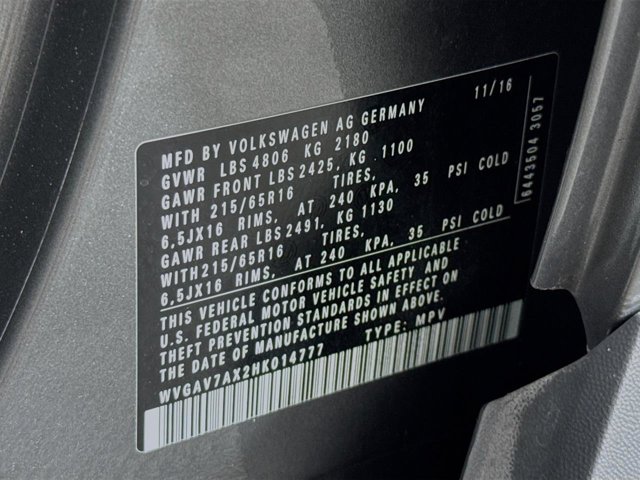 11/16
MFD BY VOLKSWAGEN AG GERMANY
GVWR LBS 4806 KG 2180
GAWR FRONT LBS 2425, KG 1100
WITH 215/65R16 TIRES,
6,5JX16 RIMS, AT 240 KPA, 35 PSI COLD
GAWR REAR LBS 2491, KG 1130
WITH215/65R16 TIRES,
6,5JX16 RIMS, AT 240 KPA, 35 PSI COLD
THIS VEHICLE CONFORMS TO ALL APPLICABLE
U.S. FEDERAL MOTOR VEHICLE SAFETY AND
THEFT PREVENTION STANDARDS IN EFFECT ON
THE DATE OF MANUFACTURE SHOWN ABOVE.
WVGAV7AX2HK014777 TYPE: MPV
6443504 3057